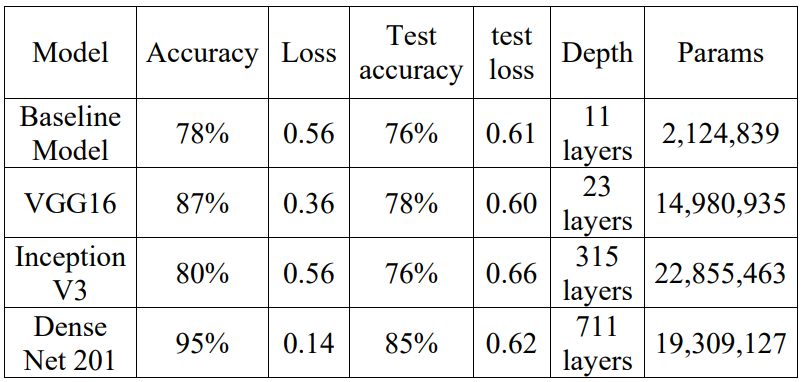 Model Accuracy Loss Test accuracy test loss Depth Params
Baseline Model 78% 0.56 76% 0.61 11 layers 2,124,839
VGG16 87% 0.36 78% 0.60 23 layers 14,980,935
Inception V3 80% 0.56 76% 0.66 315 layers 22,855,463
Dense Net 201 95% 0.14 85% 0.62 711 layers 19,309,127